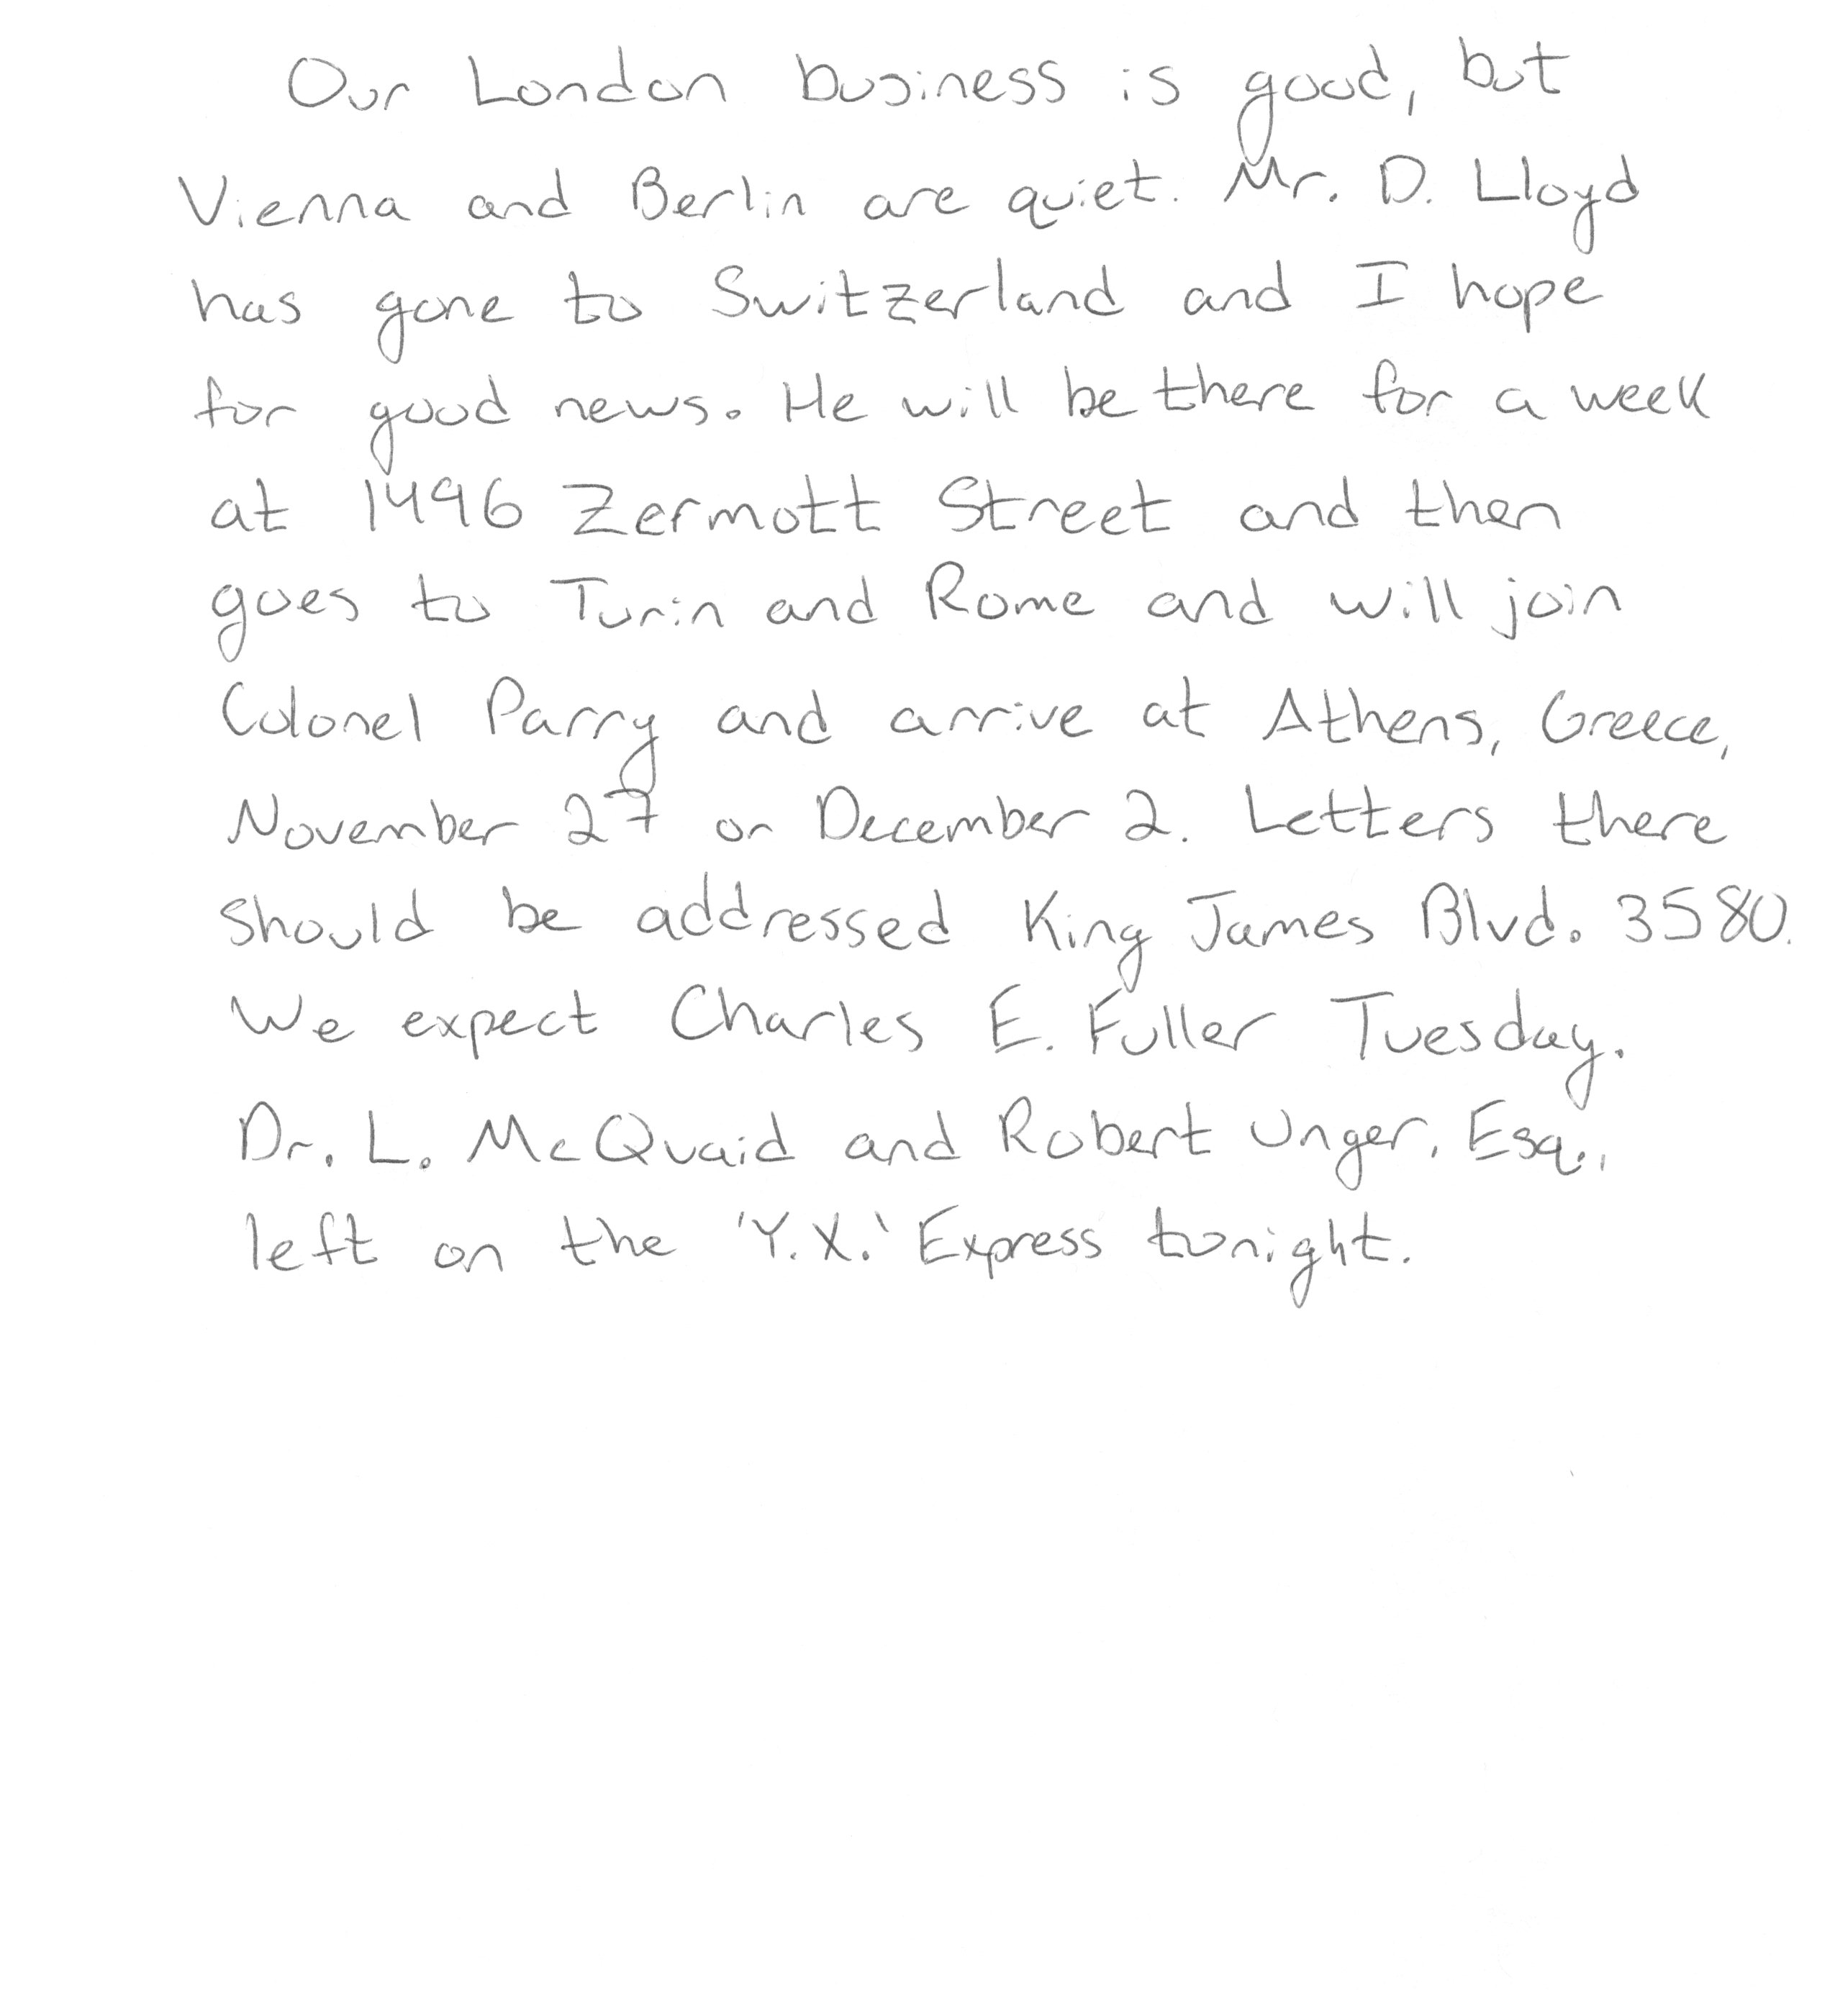 Our London business is good, but
Vienna and Berlin are quiet. Mr. D. Lloyd
has gone to Switzerland and I hope
for good news. He will be there for a week
at 1496 Zermott Street and then
goes to Turin and Rome and will join
Colonel Parry and arrive at Athens, Greece,
November 27 or December 2. Letters there
should be addressed King James Blvd. 3580.
We expect Charles E. Fuller Tuesday.
Dr. L. McQuaid and Robert Unger, Esq.,
left on the 'Y.X.' Express tonight.